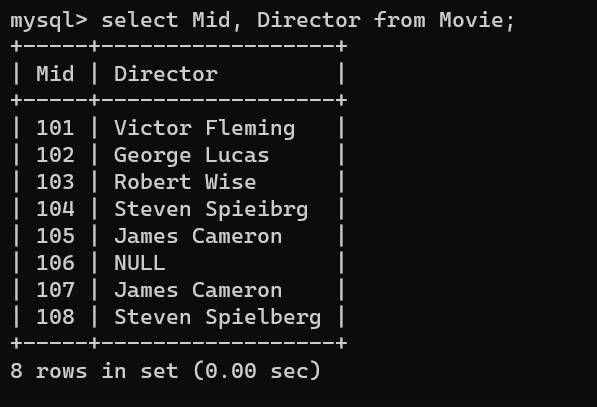 mysql> select Mid, Director from Movie;
+-----+------------------+
| Mid | Director         |
+-----+------------------+
| 101 | Victor Fleming   |
| 102 | George Lucas     |
| 103 | Robert Wise      |
| 104 | Steven Spieibrg  |
| 105 | James Cameron    |
| 106 | NULL             |
| 107 | James Cameron    |
| 108 | Steven Spielberg |
+-----+------------------+
8 rows in set (0.00 sec)